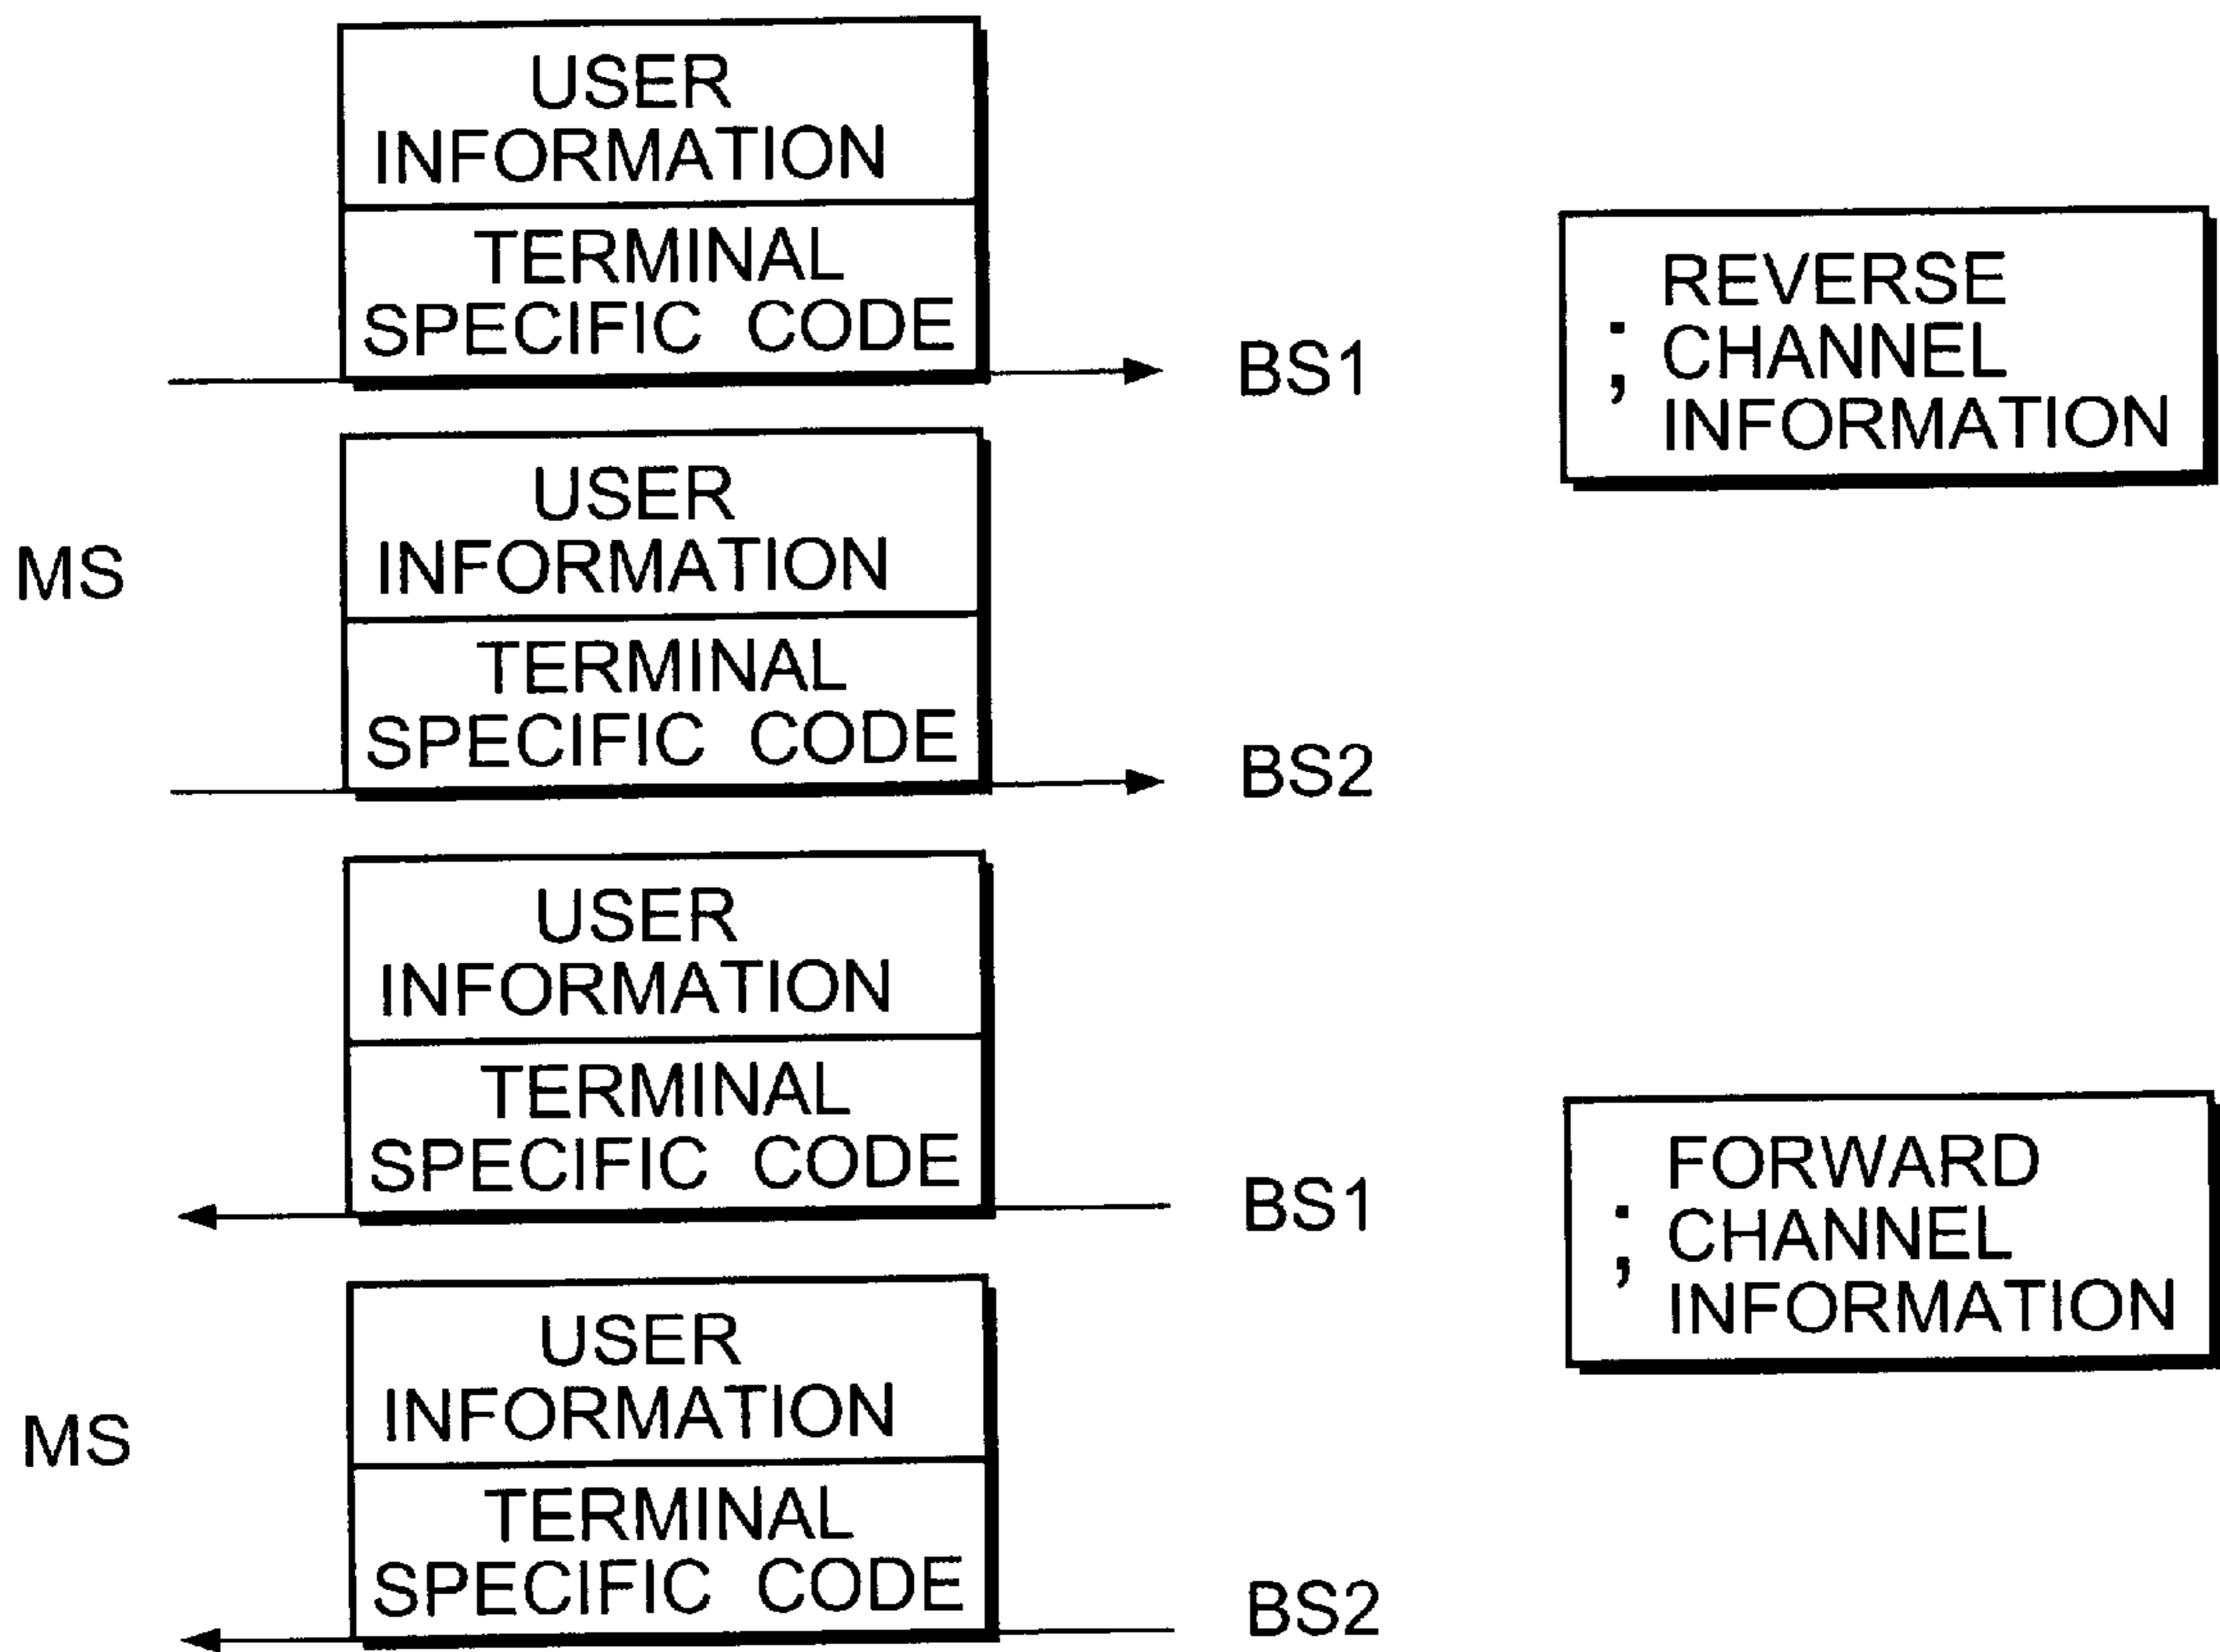 USER
INFORMATION
TERMINAL
SPECIFIC CODE
BS1
REVERSE
; CHANNEL
INFORMATION
MS
USER
INFORMATION
TERMINAL
SPECIFIC CODE
BS2
USER
INFORMATION
TERMINAL
SPECIFIC CODE
BS1
FORWARD
; CHANNEL
INFORMATION
MS
USER
INFORMATION
TERMINAL
SPECIFIC CODE
BS2